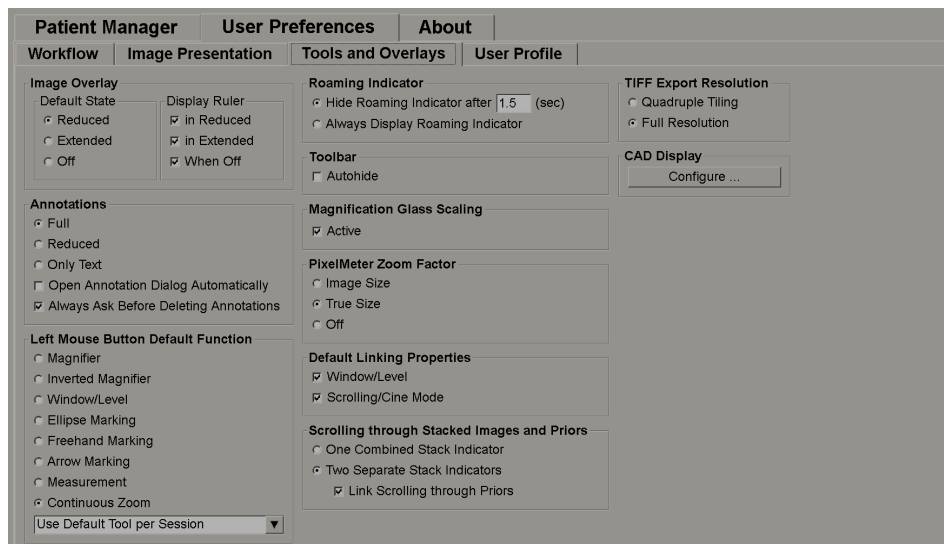 Patient Manager
User Preferences
About
Workflow
Image Presentation
Tools and Overlays
User Profile
Image Overlay
Default State
Reduced
Extended
Off
Display Ruler
in Reduced
in Extended
When Off
Annotations
Full
Reduced
Only Text
Open Annotation Dialog Automatically
Always Ask Before Deleting Annotations
Left Mouse Button Default Function
Magnifier
Inverted Magnifier
Window/Level
Ellipse Marking
Freehand Marking
Arrow Marking
Measurement
Continuous Zoom
Use Default Tool per Session
Roaming Indicator
Hide Roaming Indicator after 1.5 (sec)
Always Display Roaming Indicator
Toolbar
Autohide
Magnification Glass Scaling
Active
PixelMeter Zoom Factor
Image Size
True Size
Off
Default Linking Properties
Window/Level
Scrolling/Cine Mode
Scrolling through Stacked Images and Priors
One Combined Stack Indicator
Two Separate Stack Indicators
Link Scrolling through Priors
TIFF Export Resolution
Quadruple Tiling
Full Resolution
CAD Display
Configure ...